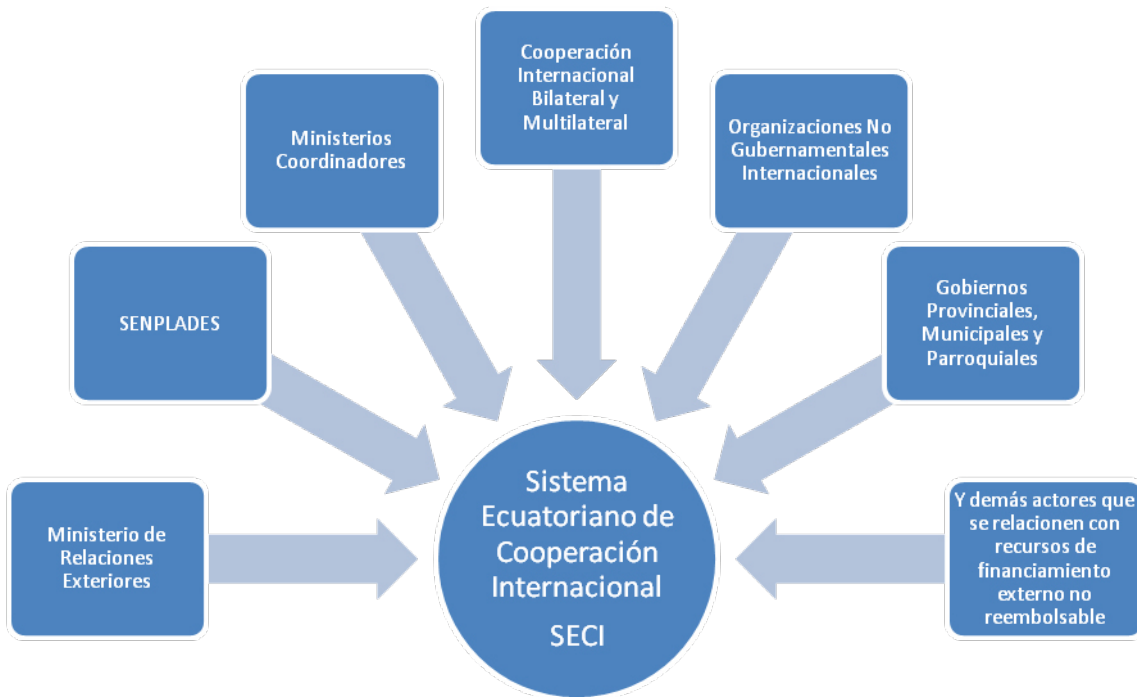 Cooperación
Internacional
Bilateral y
Multilateral
Ministerios
Coordinadores
Organizaciones No
Gubernamentales
Internacionales
SENPLADES
Gobiernos
Provinciales,
Municipales y
Parroquiales
Ministerio de
Relaciones
Exteriores
Sistema
Ecuatoriano de
Cooperación
Internacional
SECI
Y demás actores que
se relacionen con
recursos de
financiamiento
externo no
reembolsable